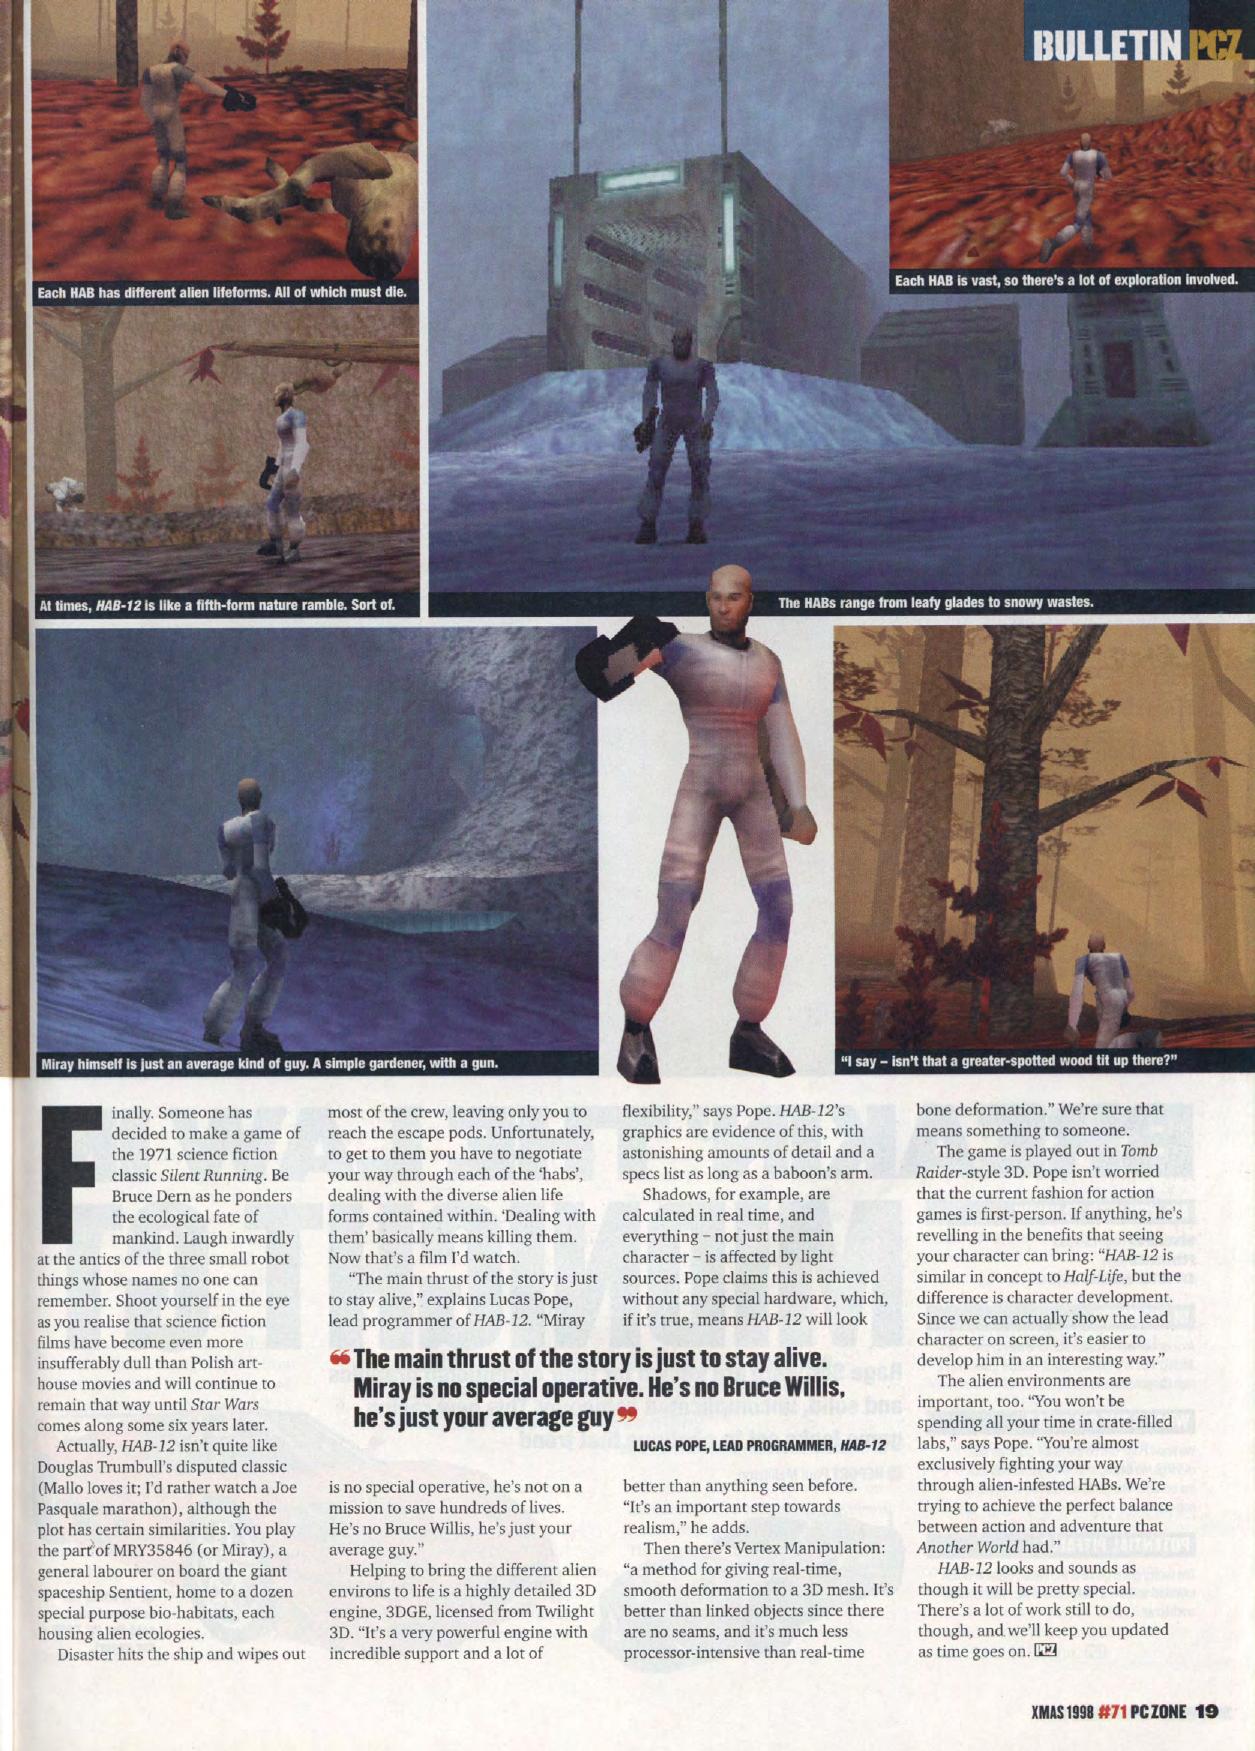 BULLETIN PCZ
Each HAB has different alien lifeforms. All of which must die.
Each HAB is vast, so there's a lot of exploration involved.
At times, HAB-12 is like a fifth-form nature ramble. Sort of.
The HABs range from leafy glades to snowy wastes.
Miray himself is just an average kind of guy. A simple gardener, with a gun.
“I say – isn't that a greater-spotted wood tit up there?”
Finally. Someone has
decided to make a game of
the 1971 science fiction
classic Silent Running. Be
Bruce Dern as he ponders
the ecological fate of
mankind. Laugh inwardly
at the antics of the three small robot
things whose names no one can
remember. Shoot yourself in the eye
as you realise that science fiction
films have become even more
insufferably dull than Polish art-
house movies and will continue to
remain that way until Star Wars
comes along some six years later.
Actually, HAB-12 isn't quite like
Douglas Trumbull's disputed classic
(Mallo loves it; I'd rather watch a Joe
Pasquale marathon), although the
plot has certain similarities. You play
the part of MRY35846 (or Miray), a
general labourer on board the giant
spaceship Sentient, home to a dozen
special purpose bio-habitats, each
housing alien ecologies.
Disaster hits the ship and wipes out
most of the crew, leaving only you to
reach the escape pods. Unfortunately,
to get to them you have to negotiate
your way through each of the ‘habs’,
dealing with the diverse alien life
forms contained within. ‘Dealing with
them’ basically means killing them.
Now that's a film I'd watch.
“The main thrust of the story is just
to stay alive,” explains Lucas Pope,
lead programmer of HAB-12. “Miray
is no special operative, he's not on a
mission to save hundreds of lives.
He's no Bruce Willis, he's just your
average guy.”
Helping to bring the different alien
environs to life is a highly detailed 3D
engine, 3DGE, licensed from Twilight
3D. “It's a very powerful engine with
incredible support and a lot of
flexibility,” says Pope. HAB-12's
graphics are evidence of this, with
astonishing amounts of detail and a
specs list as long as a baboon's arm.
Shadows, for example, are
calculated in real time, and
everything – not just the main
character – is affected by light
sources. Pope claims this is achieved
without any special hardware, which,
if it's true, means HAB-12 will look
“The main thrust of the story is just to stay alive.
Miray is no special operative. He's no Bruce Willis,
he's just your average guy”
LUCAS POPE, LEAD PROGRAMMER, HAB-12
better than anything seen before.
“It's an important step towards
realism,” he adds.
Then there's Vertex Manipulation:
“a method for giving real-time,
smooth deformation to a 3D mesh. It's
better than linked objects since there
are no seams, and it's much less
processor-intensive than real-time
bone deformation.” We're sure that
means something to someone.
The game is played out in Tomb
Raider-style 3D. Pope isn't worried
that the current fashion for action
games is first-person. If anything, he's
revelling in the benefits that seeing
your character can bring: “HAB-12 is
similar in concept to Half-Life, but the
difference is character development.
Since we can actually show the lead
character on screen, it's easier to
develop him in an interesting way.”
The alien environments are
important, too. “You won't be
spending all your time in crate-filled
labs,” says Pope. “You're almost
exclusively fighting your way
through alien-infested HABs. We're
trying to achieve the perfect balance
between action and adventure that
Another World had.”
HAB-12 looks and sounds as
though it will be pretty special.
There's a lot of work still to do,
though, and we'll keep you updated
as time goes on. PCZ
XMAS 1998 #71 PC ZONE 19